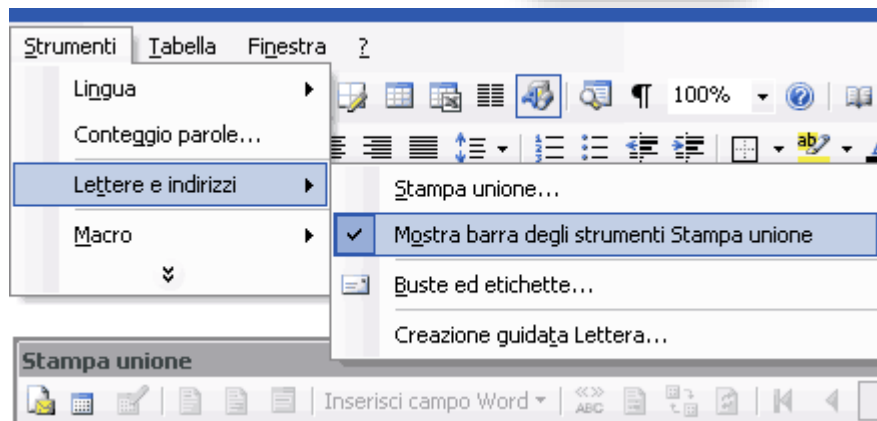 Strumenti Tabella Finestra ?
Lingua
100%
Conteggio parole...
Lettere e indirizzi
Stampa unione...
Macro
Mostra barra degli strumenti Stampa unione
Buste ed etichette...
Creazione guidata Lettera...
Stampa unione
Inserisci campo Word
«»
ABC